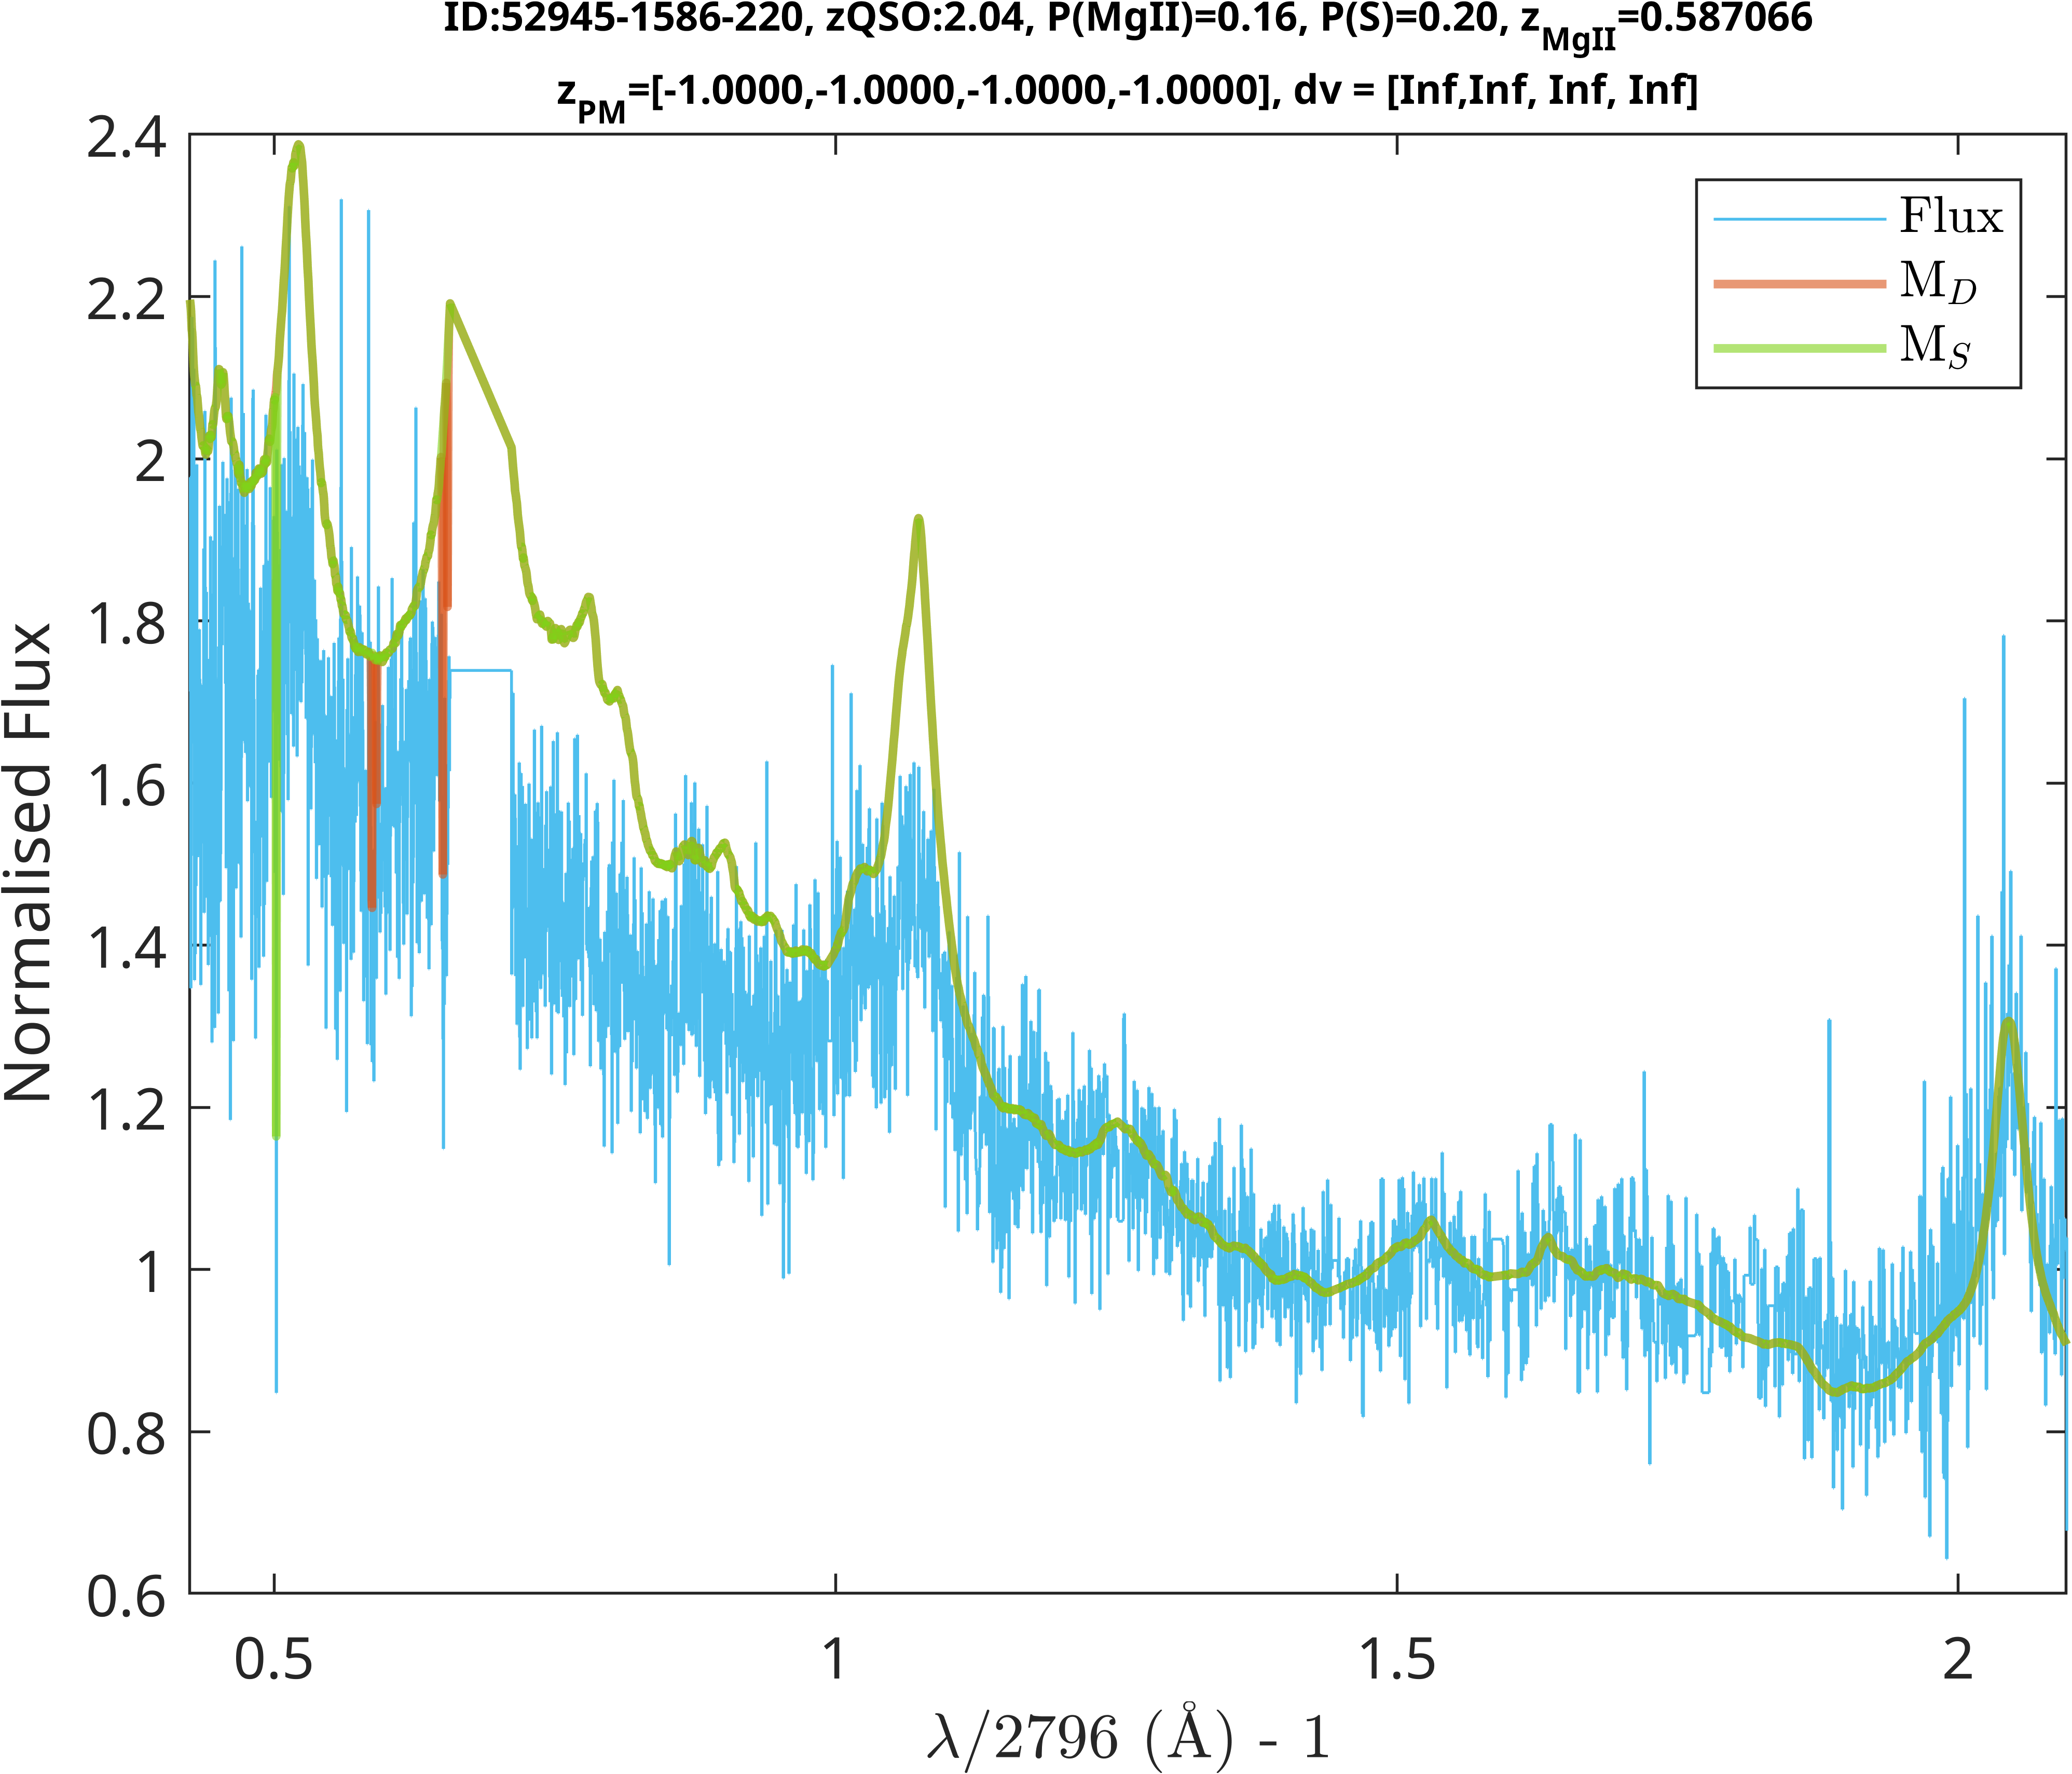 ID:52945-1586-220, zQSO:2.04, P(MgII)=0.16, P(S)=0.20, zMgII=0.587066
zPM=[-1.0000,-1.0000,-1.0000,-1.0000], dv = [Inf,Inf, Inf, Inf]
2.4
2.2
2
1.8
1.6
1.4
1.2
1
0.8
0.6
Normalised Flux
Flux
MD
MS
0.5
1
1.5
2
λ/2796 (Å) - 1